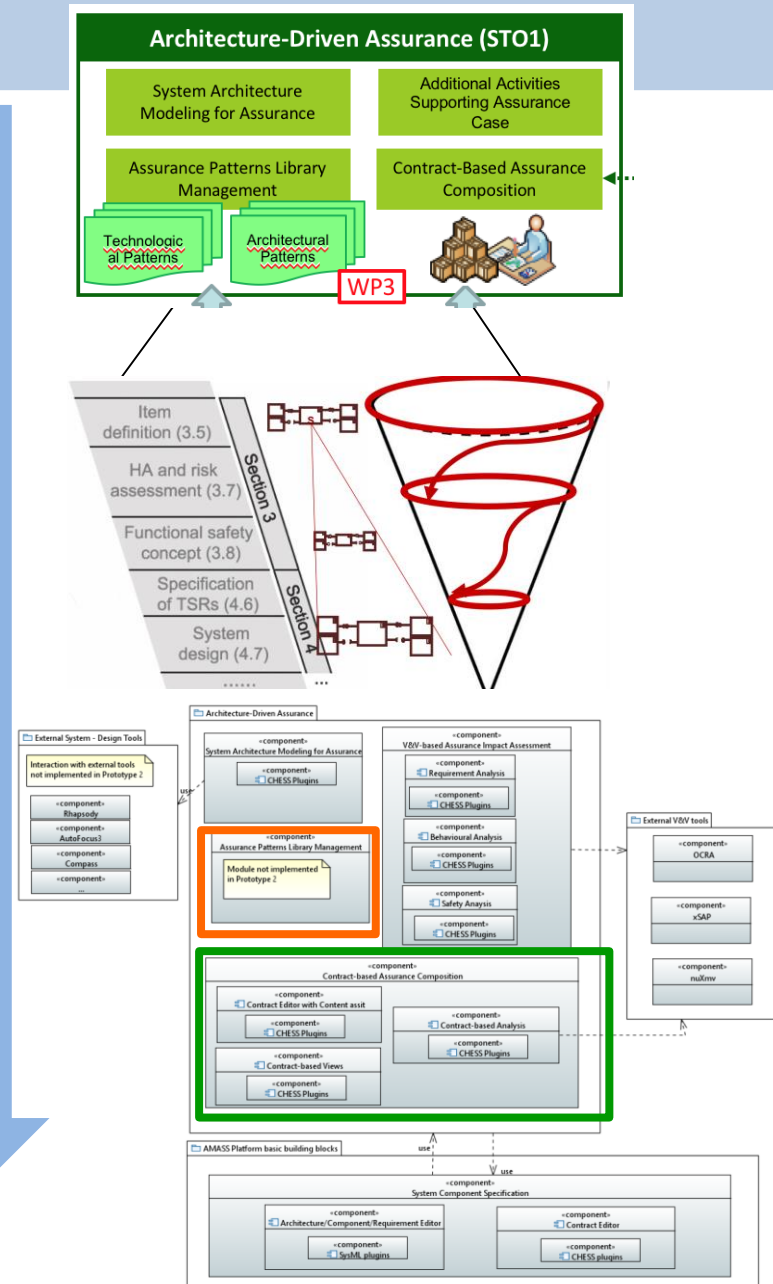 Architecture-Driven Assurance (STO1)
System Architecture
Modeling for Assurance
Additional Activities
Supporting Assurance
Case
Assurance Patterns Library
Management
Contract-Based Assurance
Composition
Technologic
al Patterns
Architectural
Patterns
WP3
Item
definition (3.5)
HA and risk
assessment (3.7)
Functional safety
concept (3.8)
Specification
of TSRs (4.6)
System
design (4.7)
......
Section 3
Section 4
...
S
Architecture-Driven Assurance
External System - Design Tools
Interaction with external tools
not implemented in Prototype 2
«component»
Rhapsody
«component»
AutoFocus3
«component»
Compass
«component»
...
use
«component»
System Architecture Modeling for Assurance
«component»
CHESS Plugins
«component»
Assurance Patterns Library Management
Module not implemented
in Prototype 2
«component»
V&V-based Assurance Impact Assessment
«component»
Requirement Analysis
«component»
CHESS Plugins
«component»
Behavioural Analysis
«component»
CHESS Plugins
«component»
Safety Anaysis
«component»
CHESS Plugins
External V&V tools
«component»
OCRA
«component»
xSAP
«component»
nuXmv
«component»
Contract-based Assurance Composition
«component»
Contract Editor with Content assit
«component»
CHESS Plugins
«component»
Contract-based Views
«component»
CHESS Plugins
«component»
Contract-based Analysis
«component»
CHESS Plugins
AMASS Platform basic building blocks
use
use
«component»
System Component Specification
«component»
Architecture/Component/Requirement Editor
«component»
SysML plugins
«component»
Contract Editor
«component»
CHESS plugins